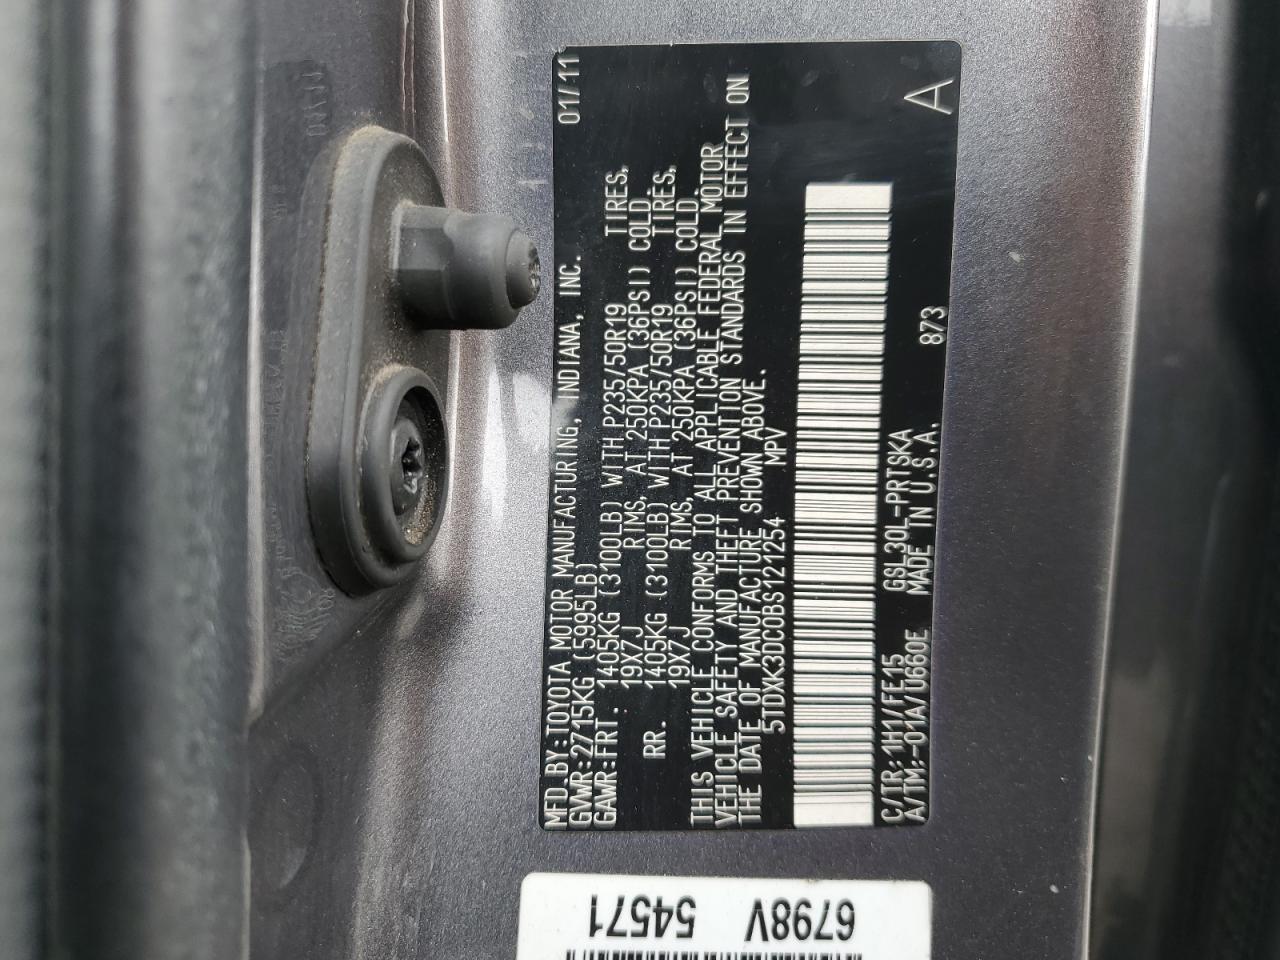 MFD.BY:TOYOTA MOTOR MANUFACTURING, INDIANA, INC. 01/11
GVWR:2715KG (5995LB)
GAWR:FRT. 1405KG (3100LB) WITH P235/50R19 TIRES,
19X7J RIMS, AT 250KPA (36PSI) COLD.
RR. 1405KG (3100LB) WITH P235/50R19 TIRES,
19X7J RIMS, AT 250KPA (36PSI) COLD.
THIS VEHICLE CONFORMS TO ALL APPLICABLE FEDERAL MOTOR
VEHICLE SAFETY AND THEFT PREVENTION STANDARDS IN EFFECT ON
THE DATE OF MANUFACTURE SHOWN ABOVE.
5TDXK3DC0BS121254 MPV
C/TR:1H1/FE15 GSL30L-PRTSKA
A/TM:-01A/U660E MADE IN U.S.A. 873 A
6798V 54571